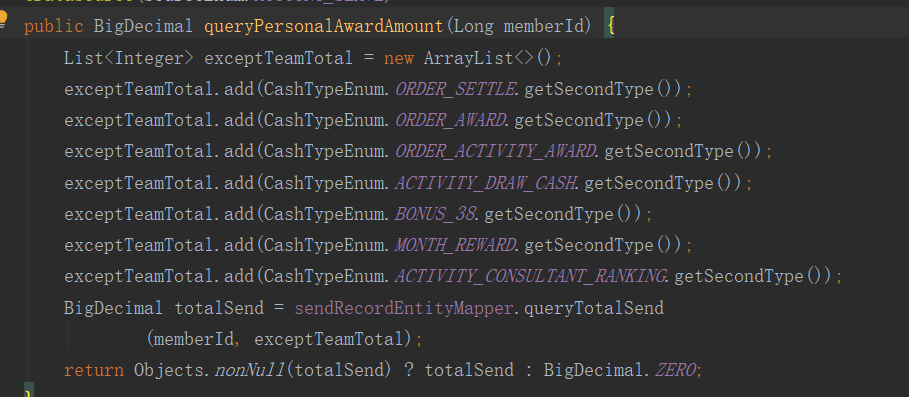 public BigDecimal queryPersonalAwardAmount(Long memberId) {
List<Integer> exceptTeamTotal = new ArrayList<>();
exceptTeamTotal.add(CashTypeEnum.ORDER_SETTLE.getSecondType());
exceptTeamTotal.add(CashTypeEnum.ORDER_AWARD.getSecondType());
exceptTeamTotal.add(CashTypeEnum.ORDER_ACTIVITY_AWARD.getSecondType());
exceptTeamTotal.add(CashTypeEnum.ACTIVITY_DRAW_CASH.getSecondType());
exceptTeamTotal.add(CashTypeEnum.BONUS_38.getSecondType());
exceptTeamTotal.add(CashTypeEnum.MONTH_REWARD.getSecondType());
exceptTeamTotal.add(CashTypeEnum.ACTIVITY_CONSULTANT_RANKING.getSecondType());
BigDecimal totalSend = sendRecordEntityMapper.queryTotalSend
(memberId, exceptTeamTotal);
return Objects.nonNull(totalSend) ? totalSend : BigDecimal.ZERO;
}